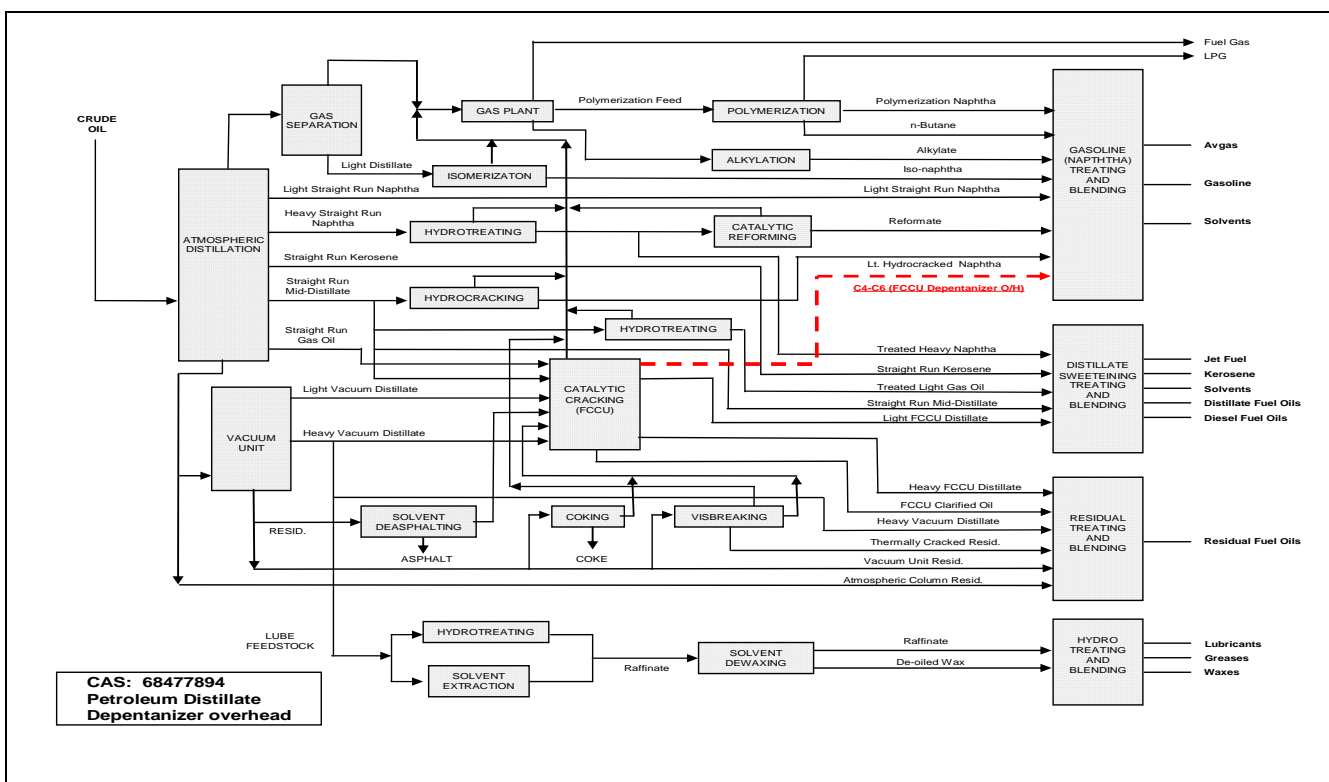 Fuel Gas
LPG
CRUDE
OIL
GAS
SEPARATION
GAS PLANT
Polymerization Feed
POLYMERIZATION
Polymerization Naphtha
n-Butane
Light Distillate
ISOMERIZATON
ALKYLATION
Alkylate
Iso-naphtha
GASOLINE
(NAPHTHA)
TREATING
AND
BLENDING
Avgas
Gasoline
Solvents
ATMOSPHERIC
DISTILLATION
Light Straight Run Naphtha
Light Straight Run Naphtha
Heavy Straight Run
Naphtha
HYDROTREATING
CATALYTIC
REFORMING
Reformate
Straight Run Kerosene
Lt. Hydrocracked Naphtha
Straight Run
Mid-Distillate
HYDROCRACKING
C4-C6 (FCCU Depentanizer O/H)
Straight Run
Gas Oil
HYDROTREATING
CATALYTIC
CRACKING
(FCCU)
Treated Heavy Naphtha
Straight Run Kerosene
Treated Light Gas Oil
Straight Run Mid-Distillate
Light FCCU Distillate
DISTILLATE
SWEETEINING
TREATING
AND
BLENDING
Jet Fuel
Kerosene
Solvents
Distillate Fuel Oils
Diesel Fuel Oils
Light Vacuum Distillate
VACUUM
UNIT
Heavy Vacuum Distillate
RESID.
SOLVENT
DEASPHALTING
ASPHALT
COKING
COKE
VISBREAKING
Heavy FCCU Distillate
FCCU Clarified Oil
Heavy Vacuum Distillate
Thermally Cracked Resid.
Vacuum Unit Resid.
Atmospheric Column Resid.
RESIDUAL
TREATING
AND
BLENDING
Residual Fuel Oils
LUBE
FEEDSTOCK
HYDROTREATING
SOLVENT
EXTRACTION
Raffinate
SOLVENT
DEWAXING
Raffinate
De-oiled Wax
HYDRO
TREATING
AND
BLENDING
Lubricants
Greases
Waxes
CAS: 68477894
Petroleum Distillate
Depentanizer overhead